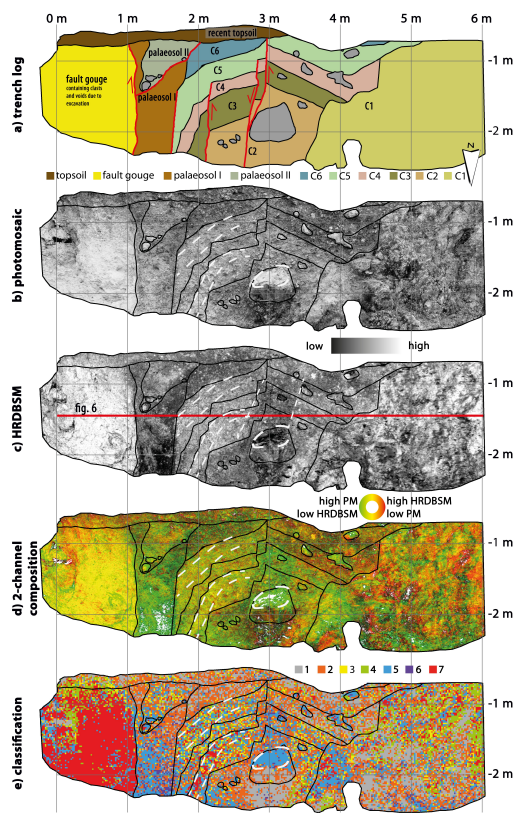 0 m 1 m 2 m 3 m 4 m 5 m 6 m
recent topsoil
a) trench log
fault gouge
containing clasts
and voids due to
excavation
palaeosol II
palaeosol I
C6
C5
C4
C3
C2
C1
-1 m
-2 m
N
topsoil fault gouge palaeosol I palaeosol II C6 C5 C4 C3 C2 C1
b) photomosaic
-1 m
-2 m
low high
c) HRDBSM
fig. 6
-1 m
-2 m
high PM
low HRDBSM
high HRDBSM
low PM
d) 2-channel
composition
-1 m
-2 m
1 2 3 4 5 6 7
e) classification
-1 m
-2 m